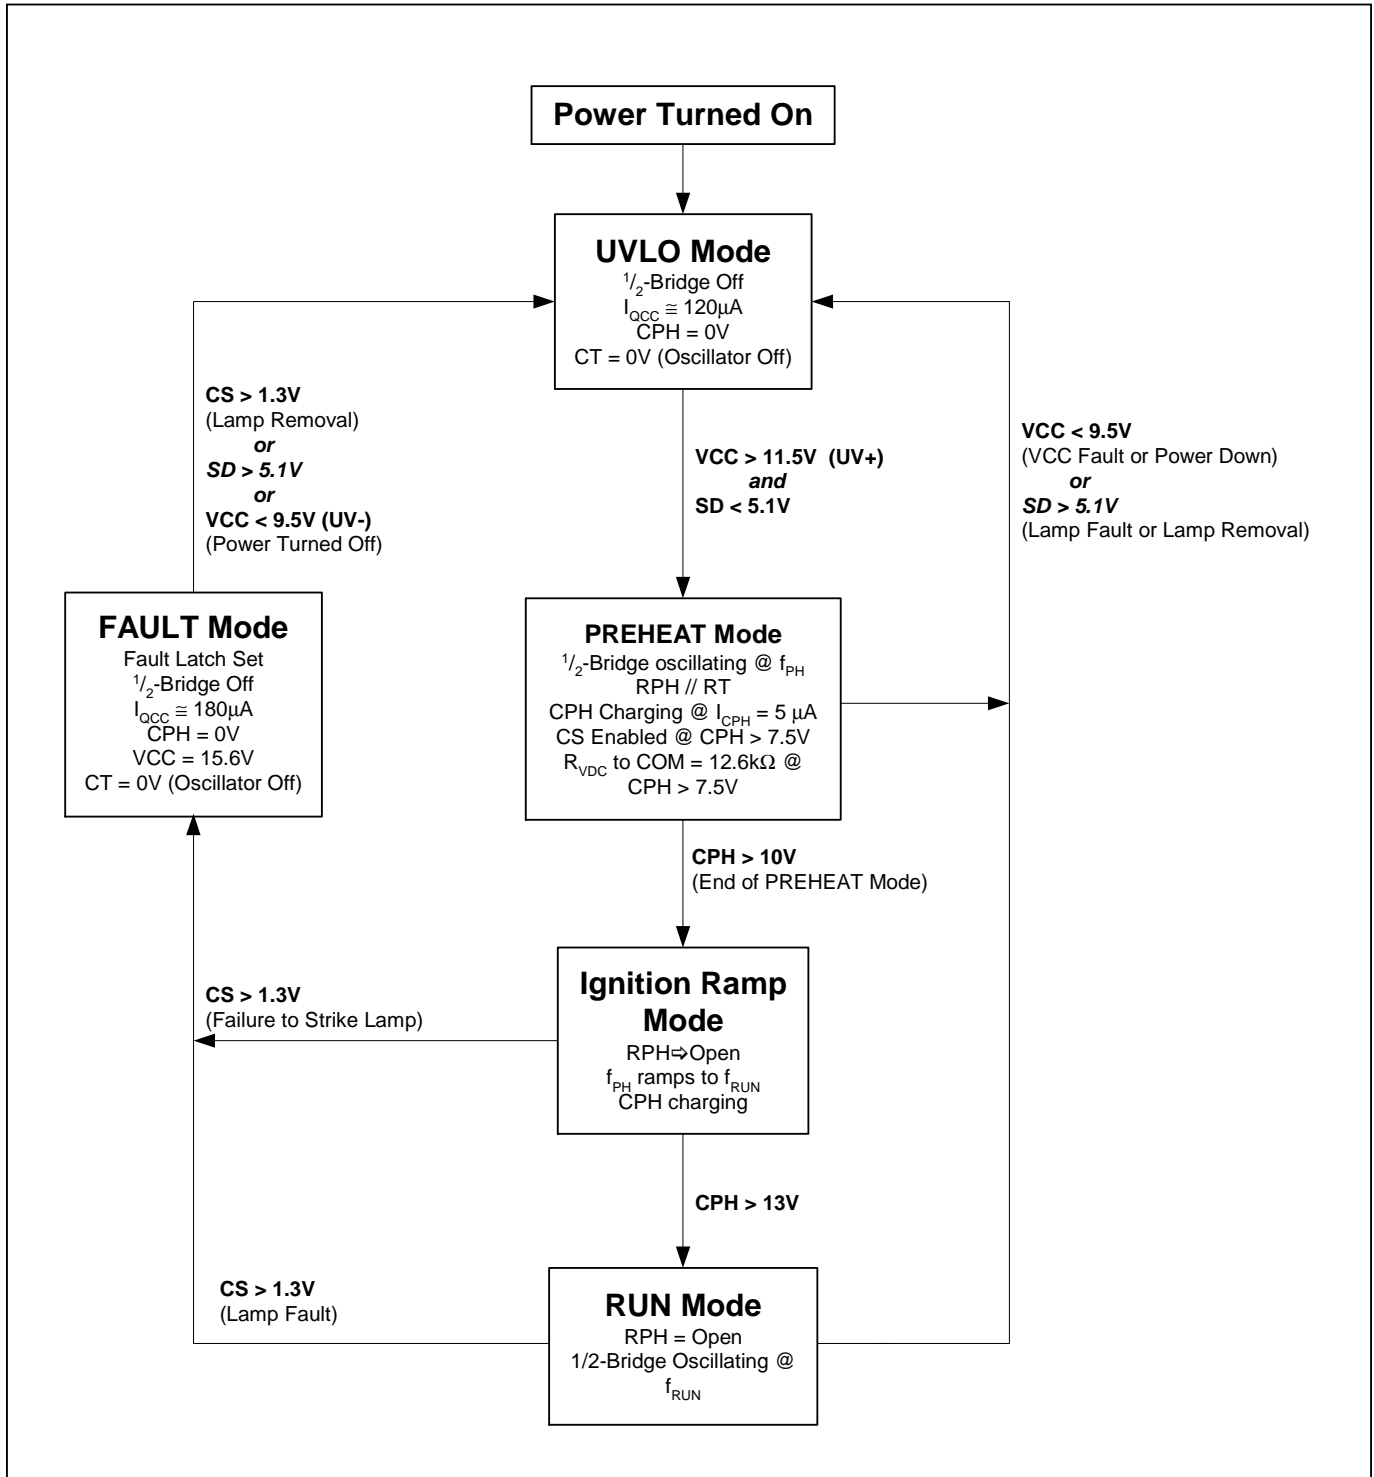 Power Turned On
UVLO Mode
1/2-Bridge Off
IQCC ≅ 120µA
CPH = 0V
CT = 0V (Oscillator Off)
CS > 1.3V
(Lamp Removal)
or
SD > 5.1V
or
VCC < 9.5V (UV-)
(Power Turned Off)
VCC > 11.5V (UV+)
and
SD < 5.1V
VCC < 9.5V
(VCC Fault or Power Down)
or
SD > 5.1V
(Lamp Fault or Lamp Removal)
FAULT Mode
Fault Latch Set
1/2-Bridge Off
IQCC ≅ 180µA
CPH = 0V
VCC = 15.6V
CT = 0V (Oscillator Off)
PREHEAT Mode
1/2-Bridge oscillating @ fPH
RPH // RT
CPH Charging @ ICPH = 5 µA
CS Enabled @ CPH > 7.5V
RVDC to COM = 12.6kΩ @
CPH > 7.5V
CPH > 10V
(End of PREHEAT Mode)
CS > 1.3V
(Failure to Strike Lamp)
Ignition Ramp
Mode
RPH⇨Open
fPH ramps to fRUN
CPH charging
CPH > 13V
CS > 1.3V
(Lamp Fault)
RUN Mode
RPH = Open
1/2-Bridge Oscillating @
fRUN